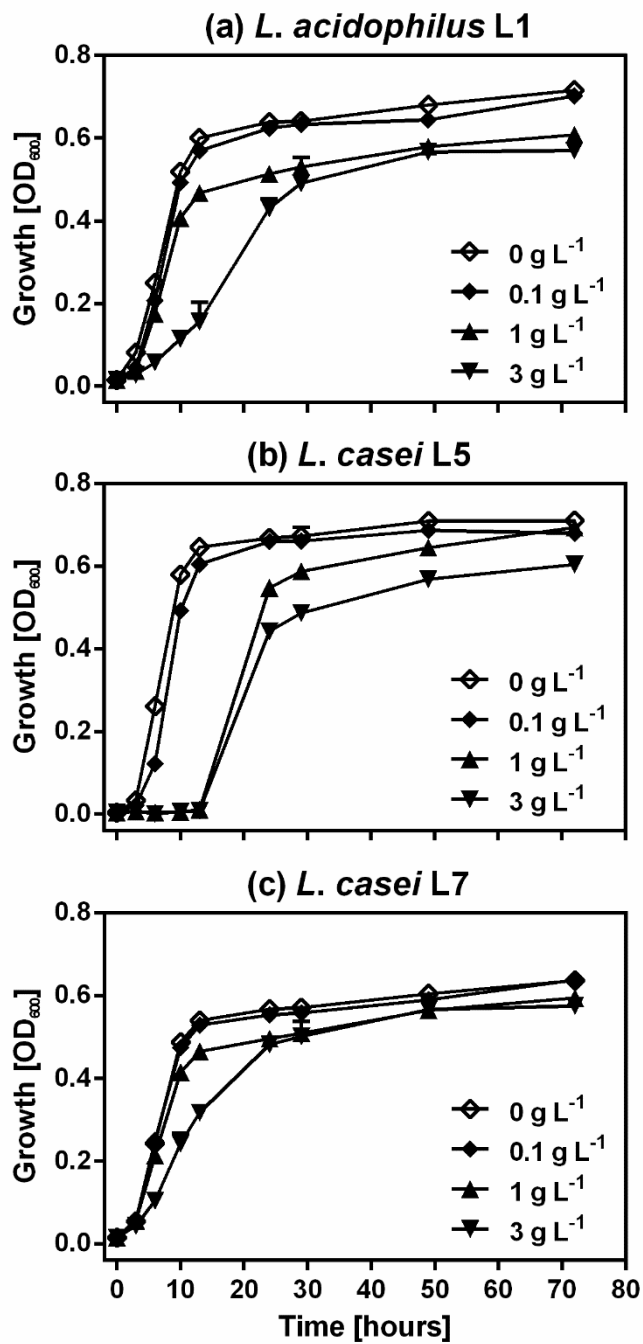 (a) L. acidophilus L1
0.8
0.6
0.4
0.2
0.0
Growth [OD₆₀₀]
0 g L⁻¹
0.1 g L⁻¹
1 g L⁻¹
3 g L⁻¹
(b) L. casei L5
0.8
0.6
0.4
0.2
0.0
Growth [OD₆₀₀]
0 g L⁻¹
0.1 g L⁻¹
1 g L⁻¹
3 g L⁻¹
(c) L. casei L7
0.8
0.6
0.4
0.2
0.0
Growth [OD₆₀₀]
0 g L⁻¹
0.1 g L⁻¹
1 g L⁻¹
3 g L⁻¹
0 10 20 30 40 50 60 70 80
Time [hours]